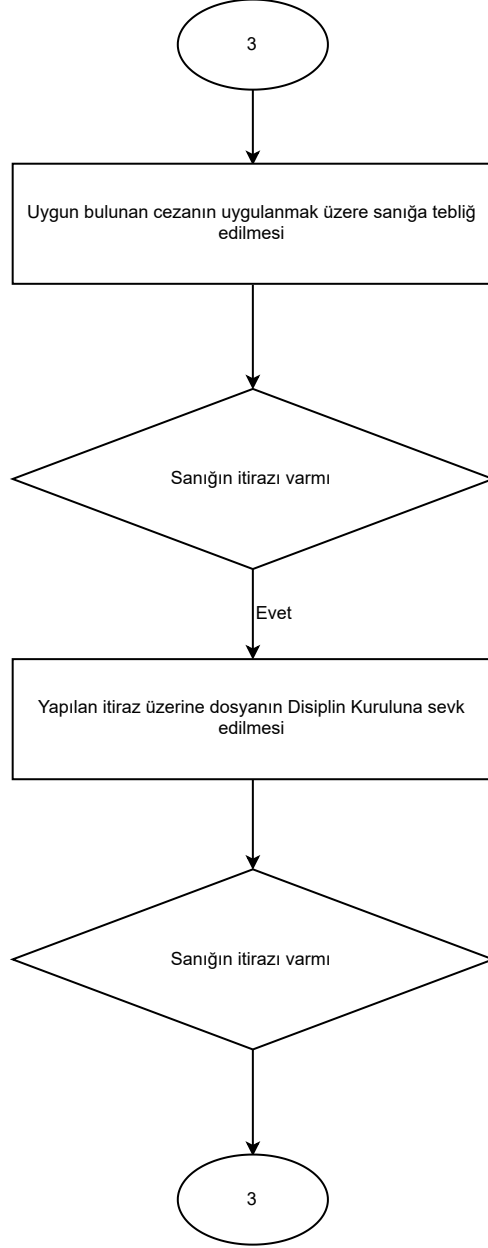 3
Uygun bulunan cezanın uygulanmak üzere sanığa tebliğ
edilmesi
Sanığın itirazı varmı
Evet
Yapılan itiraz üzerine dosyanın Disiplin Kuruluna sevk
edilmesi
Sanığın itirazı varmı
3